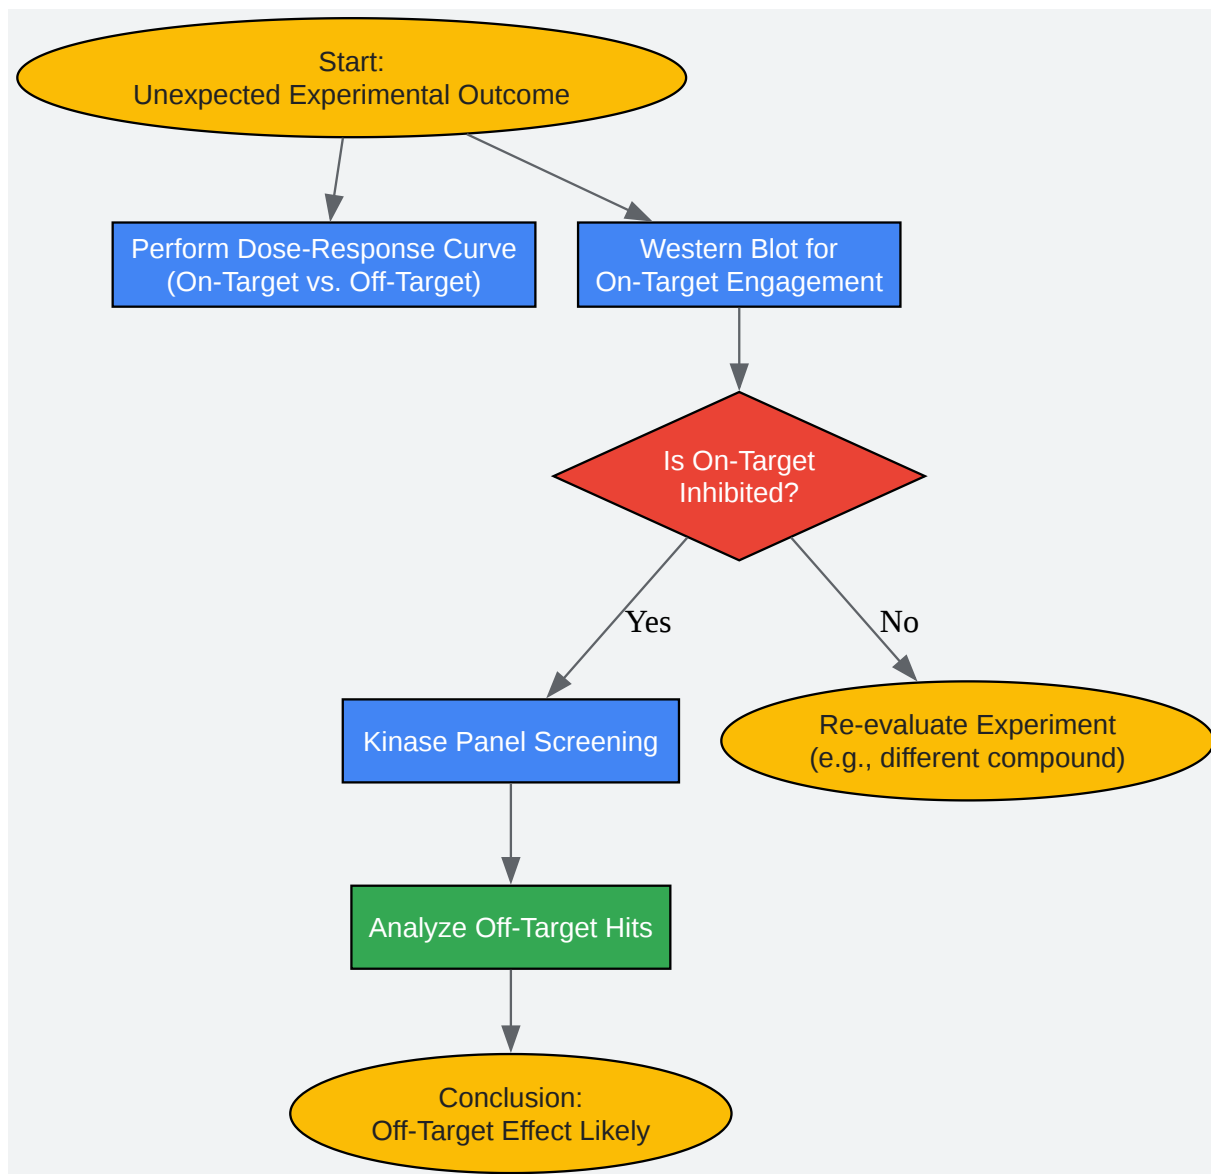 Start:
Unexpected Experimental Outcome
Perform Dose-Response Curve
(On-Target vs. Off-Target)
Western Blot for
On-Target Engagement
Is On-Target
Inhibited?
Yes
No
Kinase Panel Screening
Re-evaluate Experiment
(e.g., different compound)
Analyze Off-Target Hits
Conclusion:
Off-Target Effect Likely